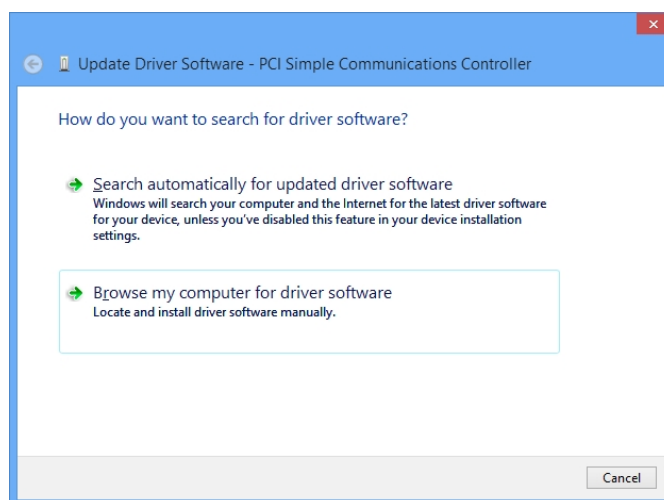 Update Driver Software - PCI Simple Communications Controller
How do you want to search for driver software?
Search automatically for updated driver software
Windows will search your computer and the Internet for the latest driver software
for your device, unless you've disabled this feature in your device installation
settings.
Browse my computer for driver software
Locate and install driver software manually.
Cancel